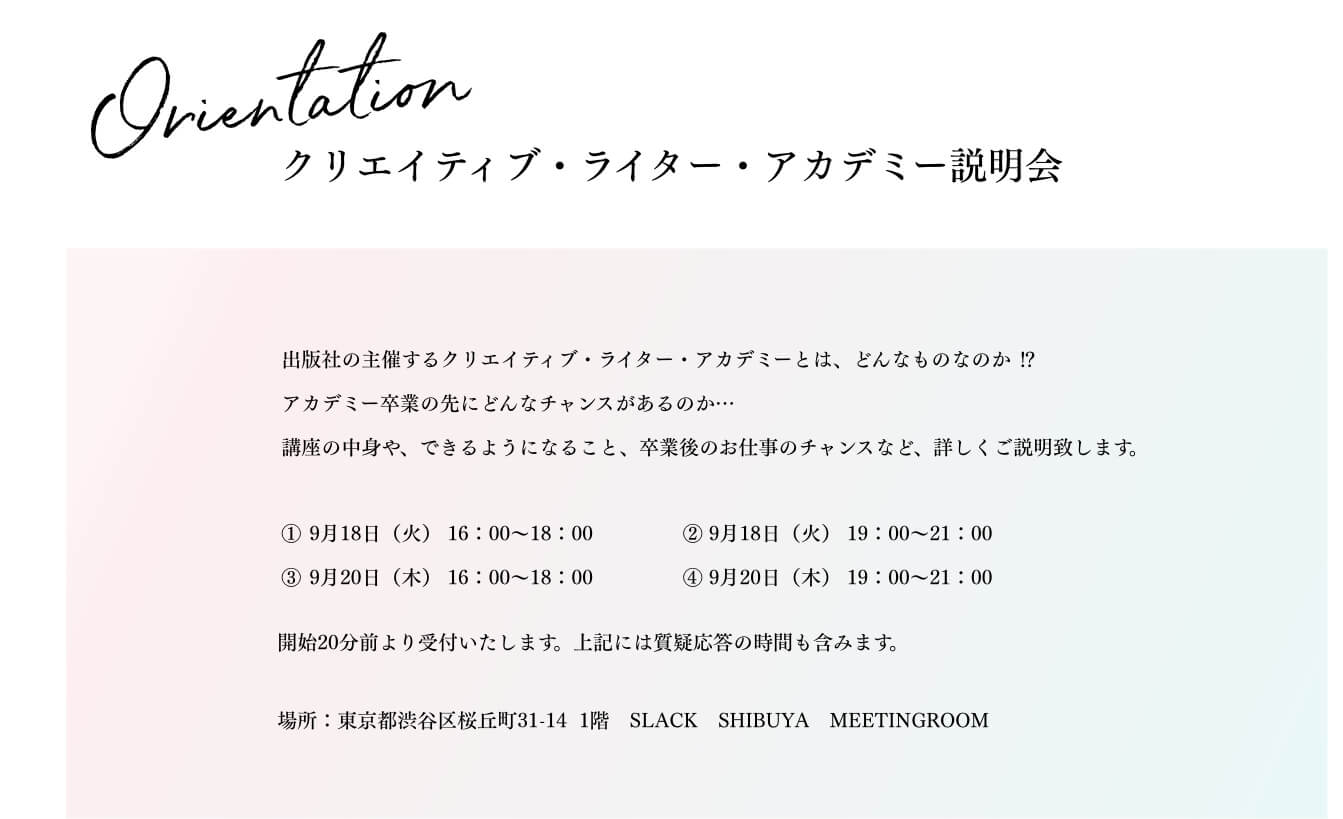 Orientation
クリエイティブ・ライター・アカデミー説明会
出版社の主催するクリエイティブ・ライター・アカデミーとは、どんなものなのか !?
アカデミー卒業の先にどんなチャンスがあるのか…
講座の中身や、できるようになること、卒業後のお仕事のチャンスなど、詳しくご説明致します。
① 9月18日（火） 16：00〜18：00 ② 9月18日（火） 19：00〜21：00
③ 9月20日（木） 16：00〜18：00 ④ 9月20日（木） 19：00〜21：00
開始20分前より受付いたします。上記には質疑応答の時間も含みます。
場所：東京都渋谷区桜丘町31-14 1階　SLACK　SHIBUYA　MEETINGROOM